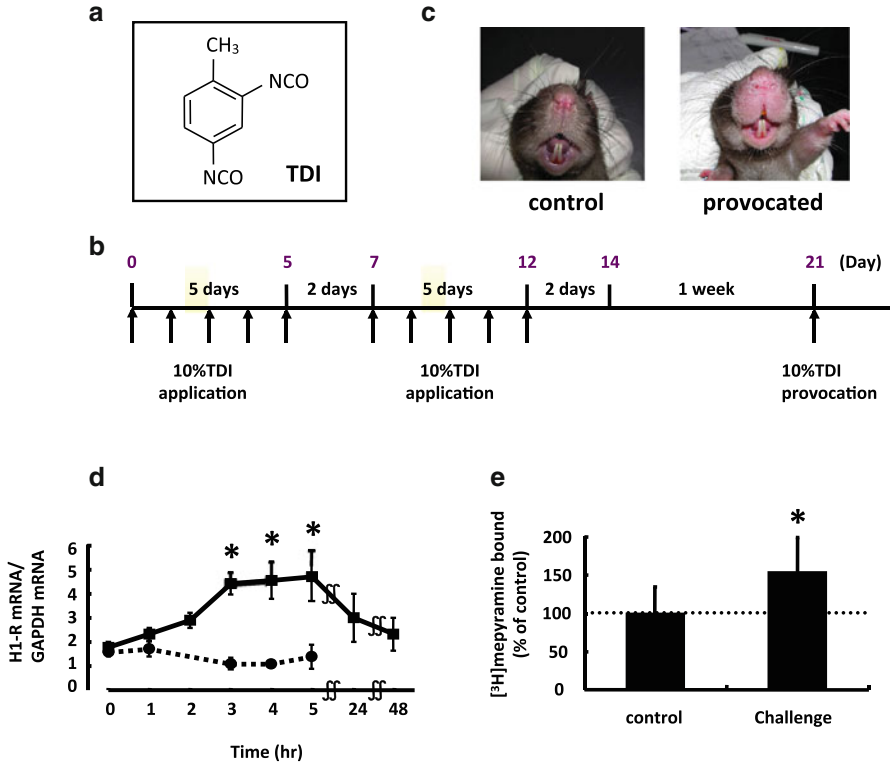 a
CH₃
NCO
NCO
TDI
c
control
provocated
b
0 5 7 12 14 21 (Day)
5 days 2 days 5 days 2 days 1 week
10%TDI
application
10%TDI
application
10%TDI
provocation
d
H1-R mRNA/
GAPDH mRNA
6
5
4
3
2
1
0
* * *
0 1 2 3 4 5 24 48
Time (hr)
e
[³H]mepyramine bound
(% of control)
200
150
100
50
0
*
control Challenge